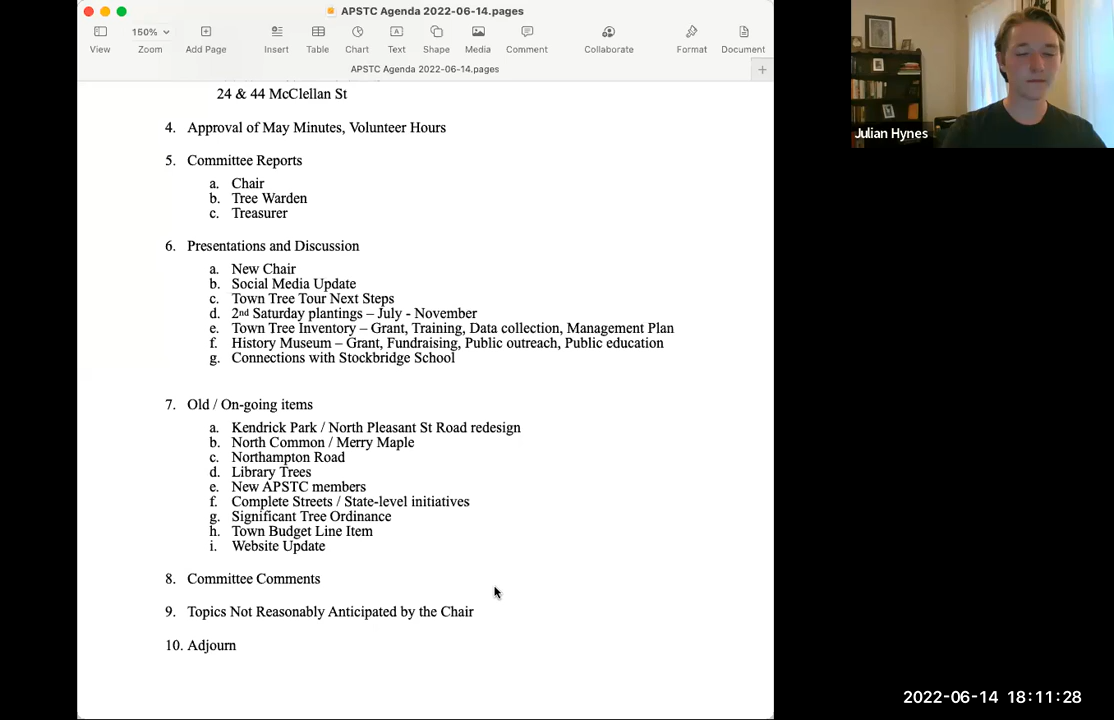 APSTC Agenda 2022-06-14.pages
150%
View
Zoom
Add Page
Insert
Table
Chart
Text
Shape
Media
Comment
Collaborate
Format
Document
APSTC Agenda 2022-06-14.pages
24 & 44 McClellan St
4. Approval of May Minutes, Volunteer Hours
5. Committee Reports
a. Chair
b. Tree Warden
c. Treasurer
6. Presentations and Discussion
a. New Chair
b. Social Media Update
c. Town Tree Tour Next Steps
d. 2nd Saturday plantings – July - November
e. Town Tree Inventory – Grant, Training, Data collection, Management Plan
f. History Museum – Grant, Fundraising, Public outreach, Public education
g. Connections with Stockbridge School
7. Old / On-going items
a. Kendrick Park / North Pleasant St Road redesign
b. North Common / Merry Maple
c. Northampton Road
d. Library Trees
e. New APSTC members
f. Complete Streets / State-level initiatives
g. Significant Tree Ordinance
h. Town Budget Line Item
i. Website Update
8. Committee Comments
9. Topics Not Reasonably Anticipated by the Chair
10. Adjourn
Julian Hynes
2022-06-14 18:11:28